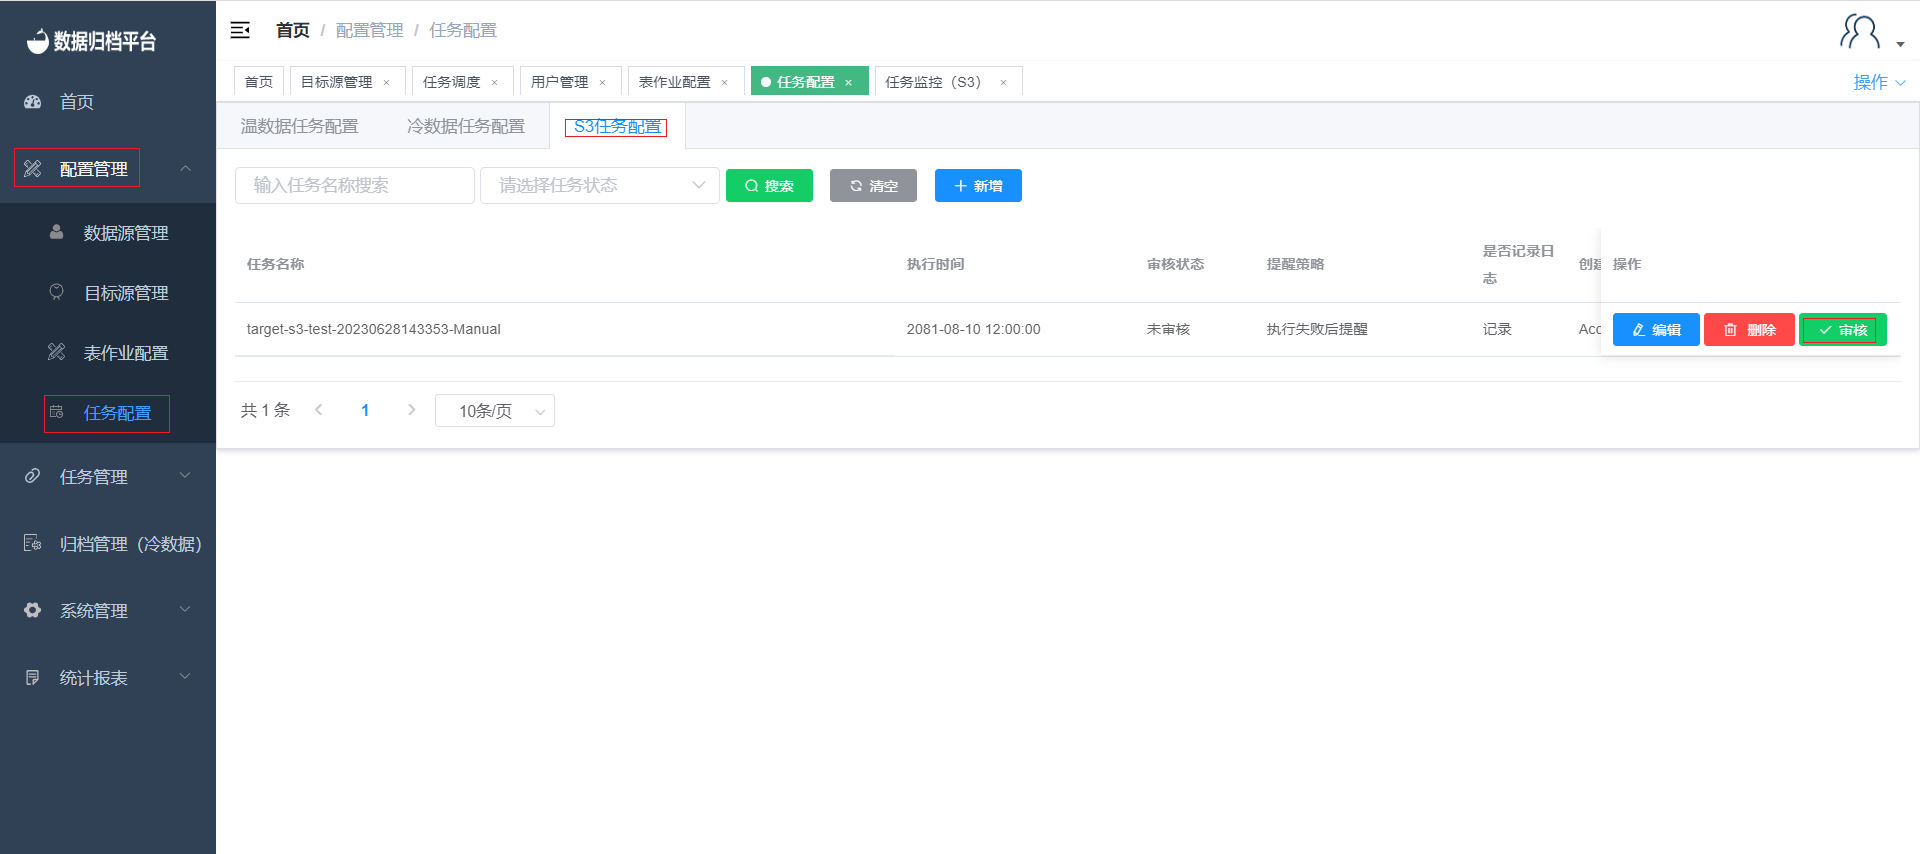 数据归档平台
首页
配置管理
数据源管理
目标源管理
表作业配置
任务配置
任务管理
归档管理（冷数据）
系统管理
统计报表
首页 / 配置管理 / 任务配置
首页 目标源管理 × 任务调度 × 用户管理 × 表作业配置 × 任务配置 × 任务监控（S3） × 操作
温数据任务配置 冷数据任务配置 S3任务配置
输入任务名称搜索 请选择任务状态 搜索 清空 新增
任务名称 执行时间 审核状态 提醒策略 是否记录日志 创建 操作
target-s3-test-20230628143353-Manual 2081-08-10 12:00:00 未审核 执行失败后提醒 记录 Acc 编辑 删除 审核
共 1 条 1 10条/页